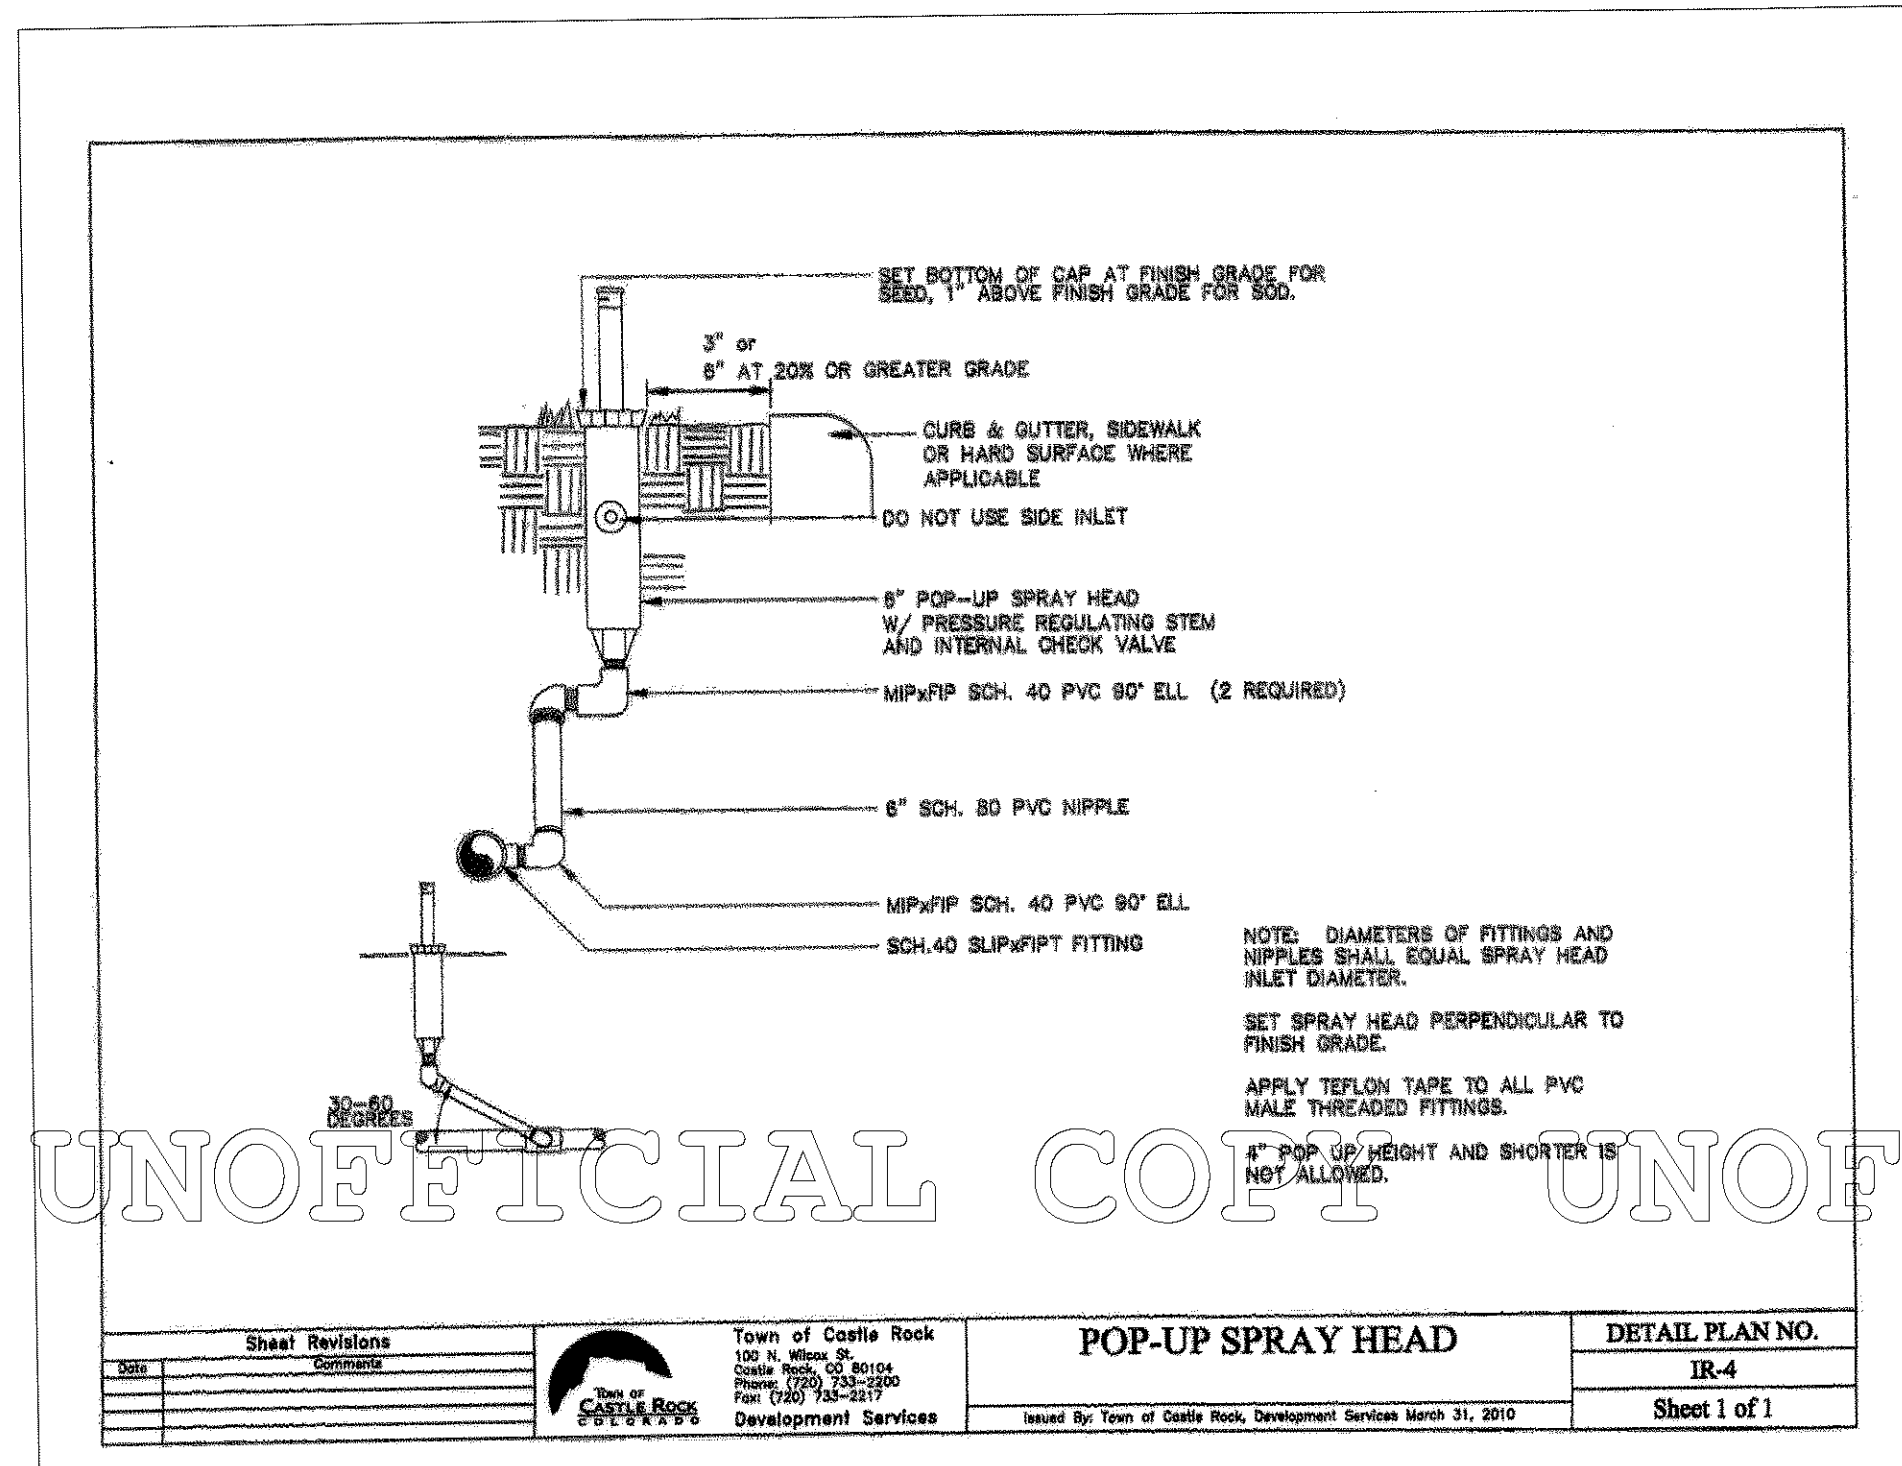 SET BOTTOM OF CAP AT FINISH GRADE FOR
SEED, 1" ABOVE FINISH GRADE FOR SOD.
3" or
6" AT 20% OR GREATER GRADE
CURB & GUTTER, SIDEWALK
OR HARD SURFACE WHERE
APPLICABLE
DO NOT USE SIDE INLET
6" POP-UP SPRAY HEAD
W/ PRESSURE REGULATING STEM
AND INTERNAL CHECK VALVE
MIPxFIP SCH. 40 PVC 90° ELL (2 REQUIRED)
6" SCH. 80 PVC NIPPLE
MIPxFIP SCH. 40 PVC 90° ELL
SCH.40 SLIPxFIPT FITTING
30-60
DEGREES
NOTE: DIAMETERS OF FITTINGS AND
NIPPLES SHALL EQUAL SPRAY HEAD
INLET DIAMETER.
SET SPRAY HEAD PERPENDICULAR TO
FINISH GRADE.
APPLY TEFLON TAPE TO ALL PVC
MALE THREADED FITTINGS.
4" POP UP HEIGHT AND SHORTER IS
NOT ALLOWED.
UNOFFICIAL COPY UNOF
Sheet Revisions
Date Comments
TOWN OF
CASTLE ROCK
COLORADO
Town of Castle Rock
100 N. Wilcox St.
Castle Rock, CO 80104
Phone: (720) 733-2200
Fax: (720) 733-2217
Development Services
POP-UP SPRAY HEAD
Issued By: Town of Castle Rock, Development Services March 31, 2010
DETAIL PLAN NO.
IR-4
Sheet 1 of 1